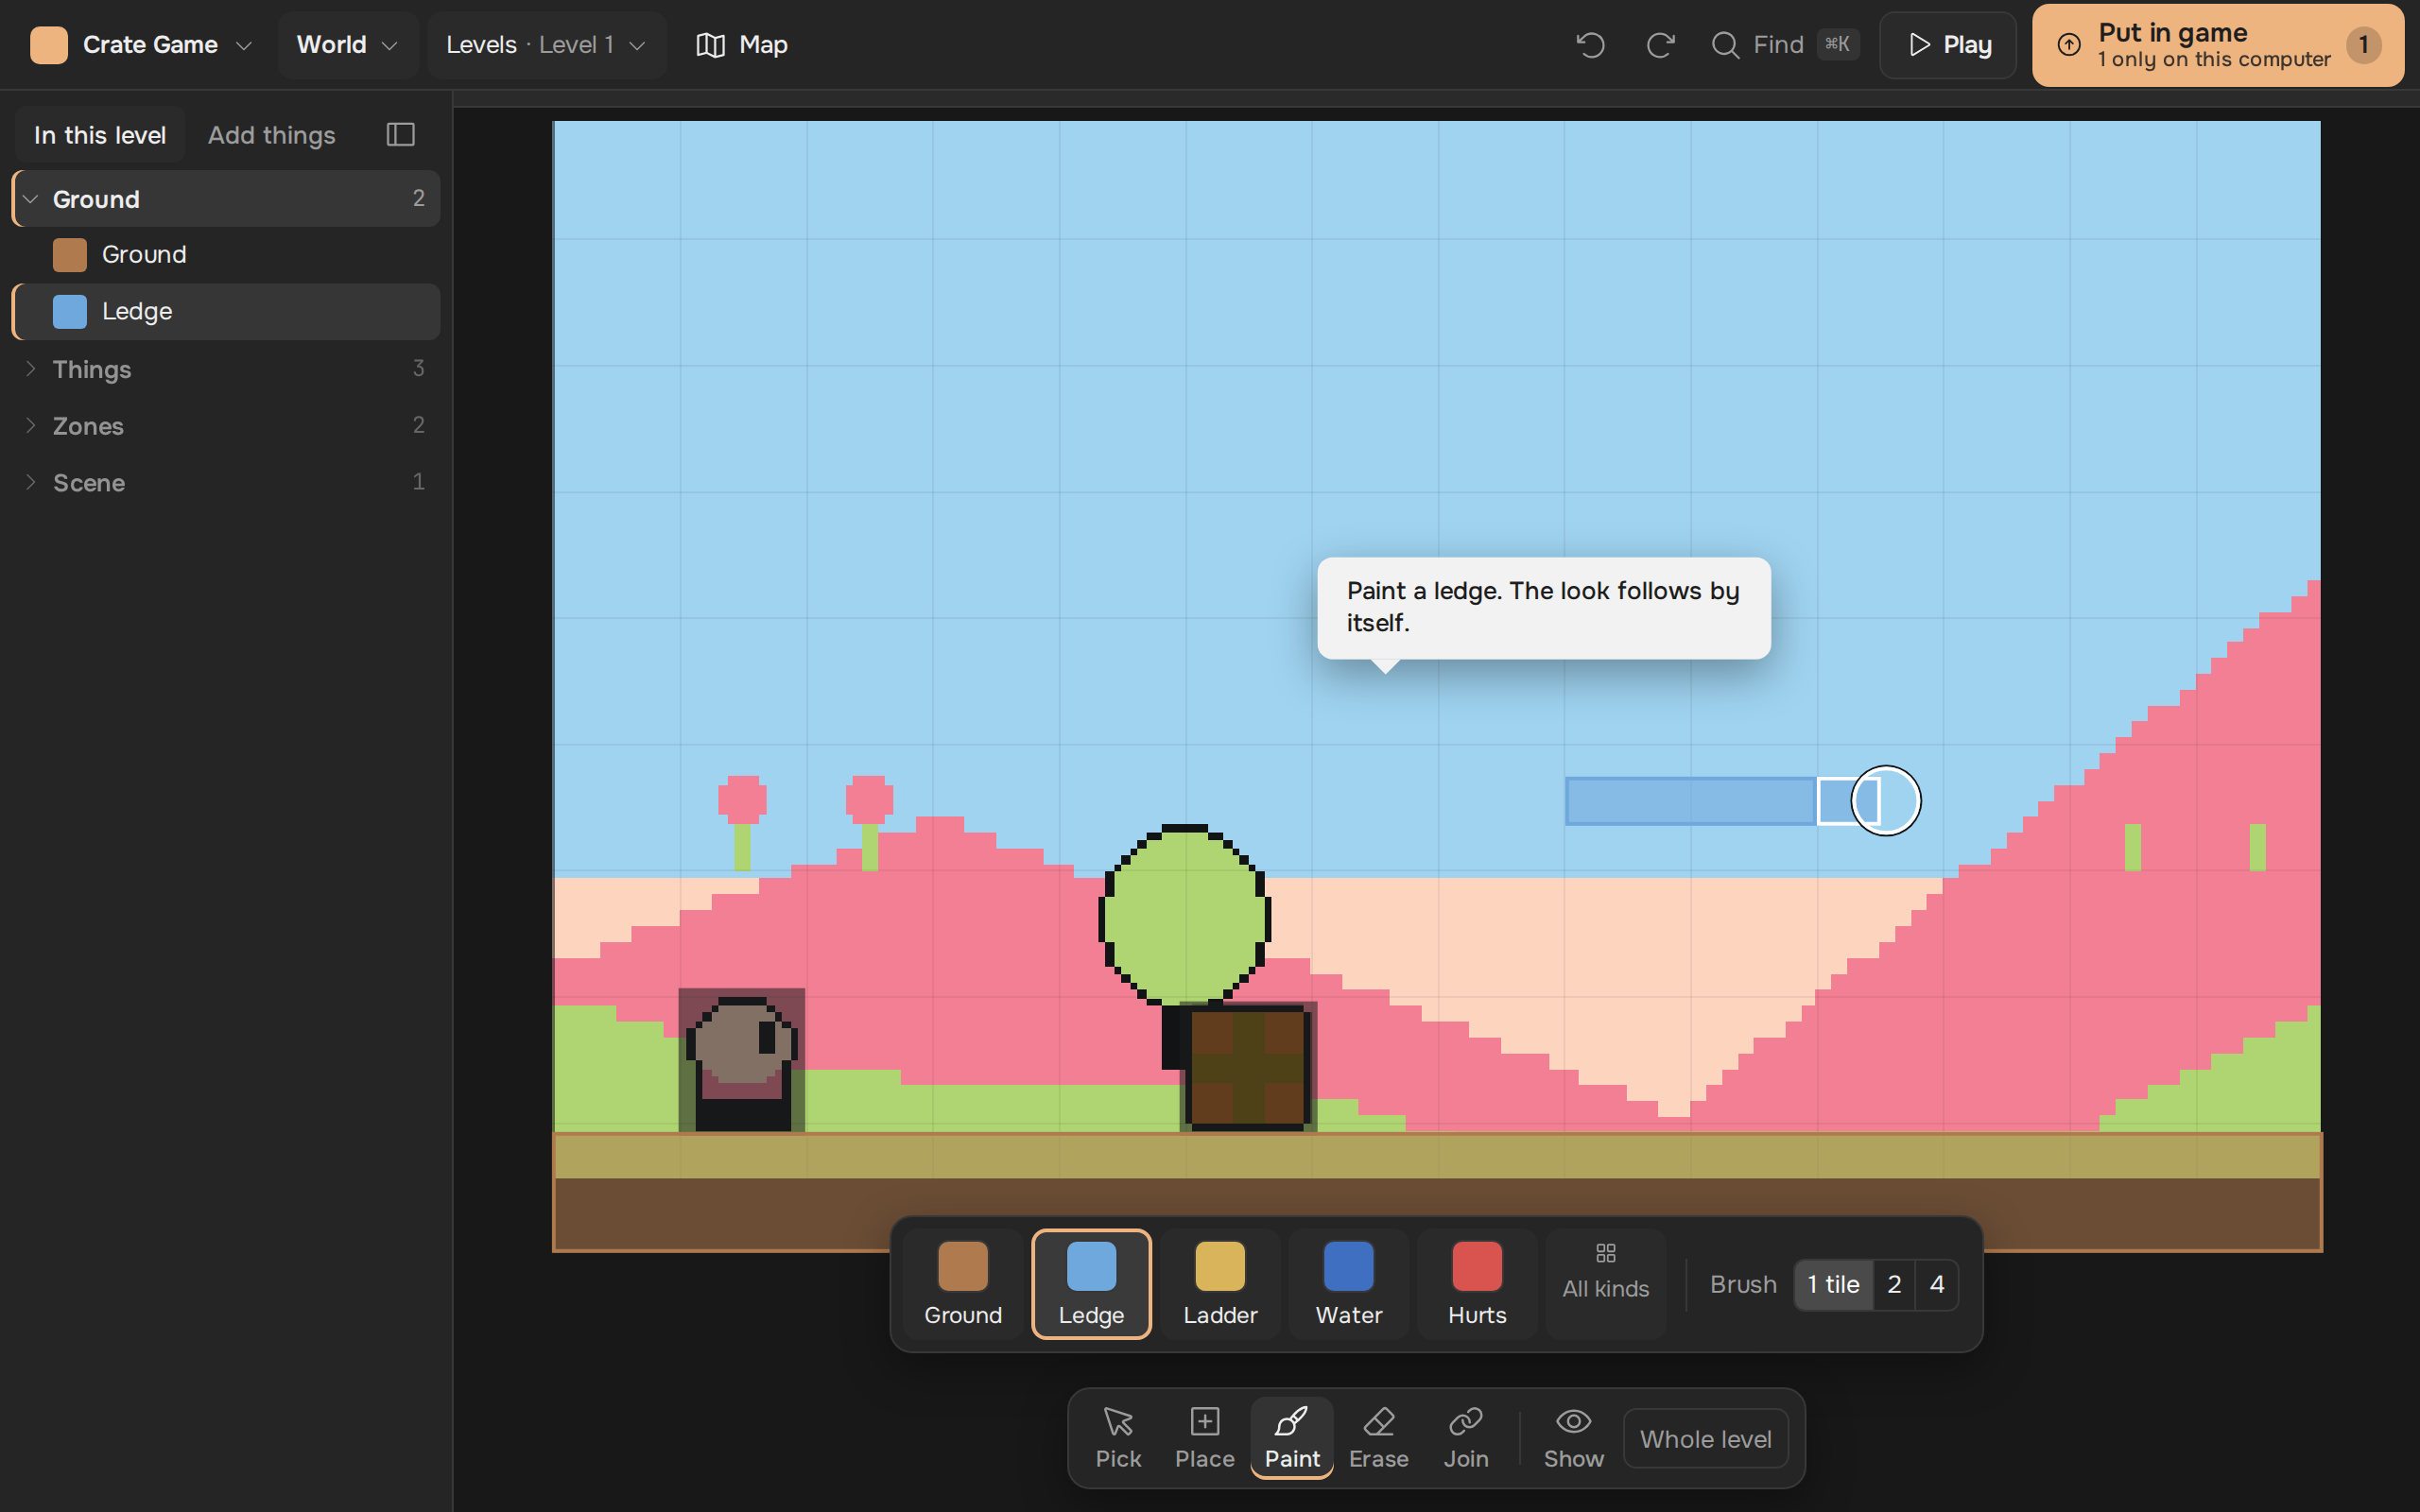 Crate Game
World
Levels · Level 1
Map
Find ⌘K
Play
Put in game
1 only on this computer
1
In this level
Add things
Ground 2
Ground
Ledge
Things 3
Zones 2
Scene 1
Paint a ledge. The look follows by
itself.
Ground
Ledge
Ladder
Water
Hurts
All kinds
Brush
1 tile
2
4
Pick
Place
Paint
Erase
Join
Show
Whole level